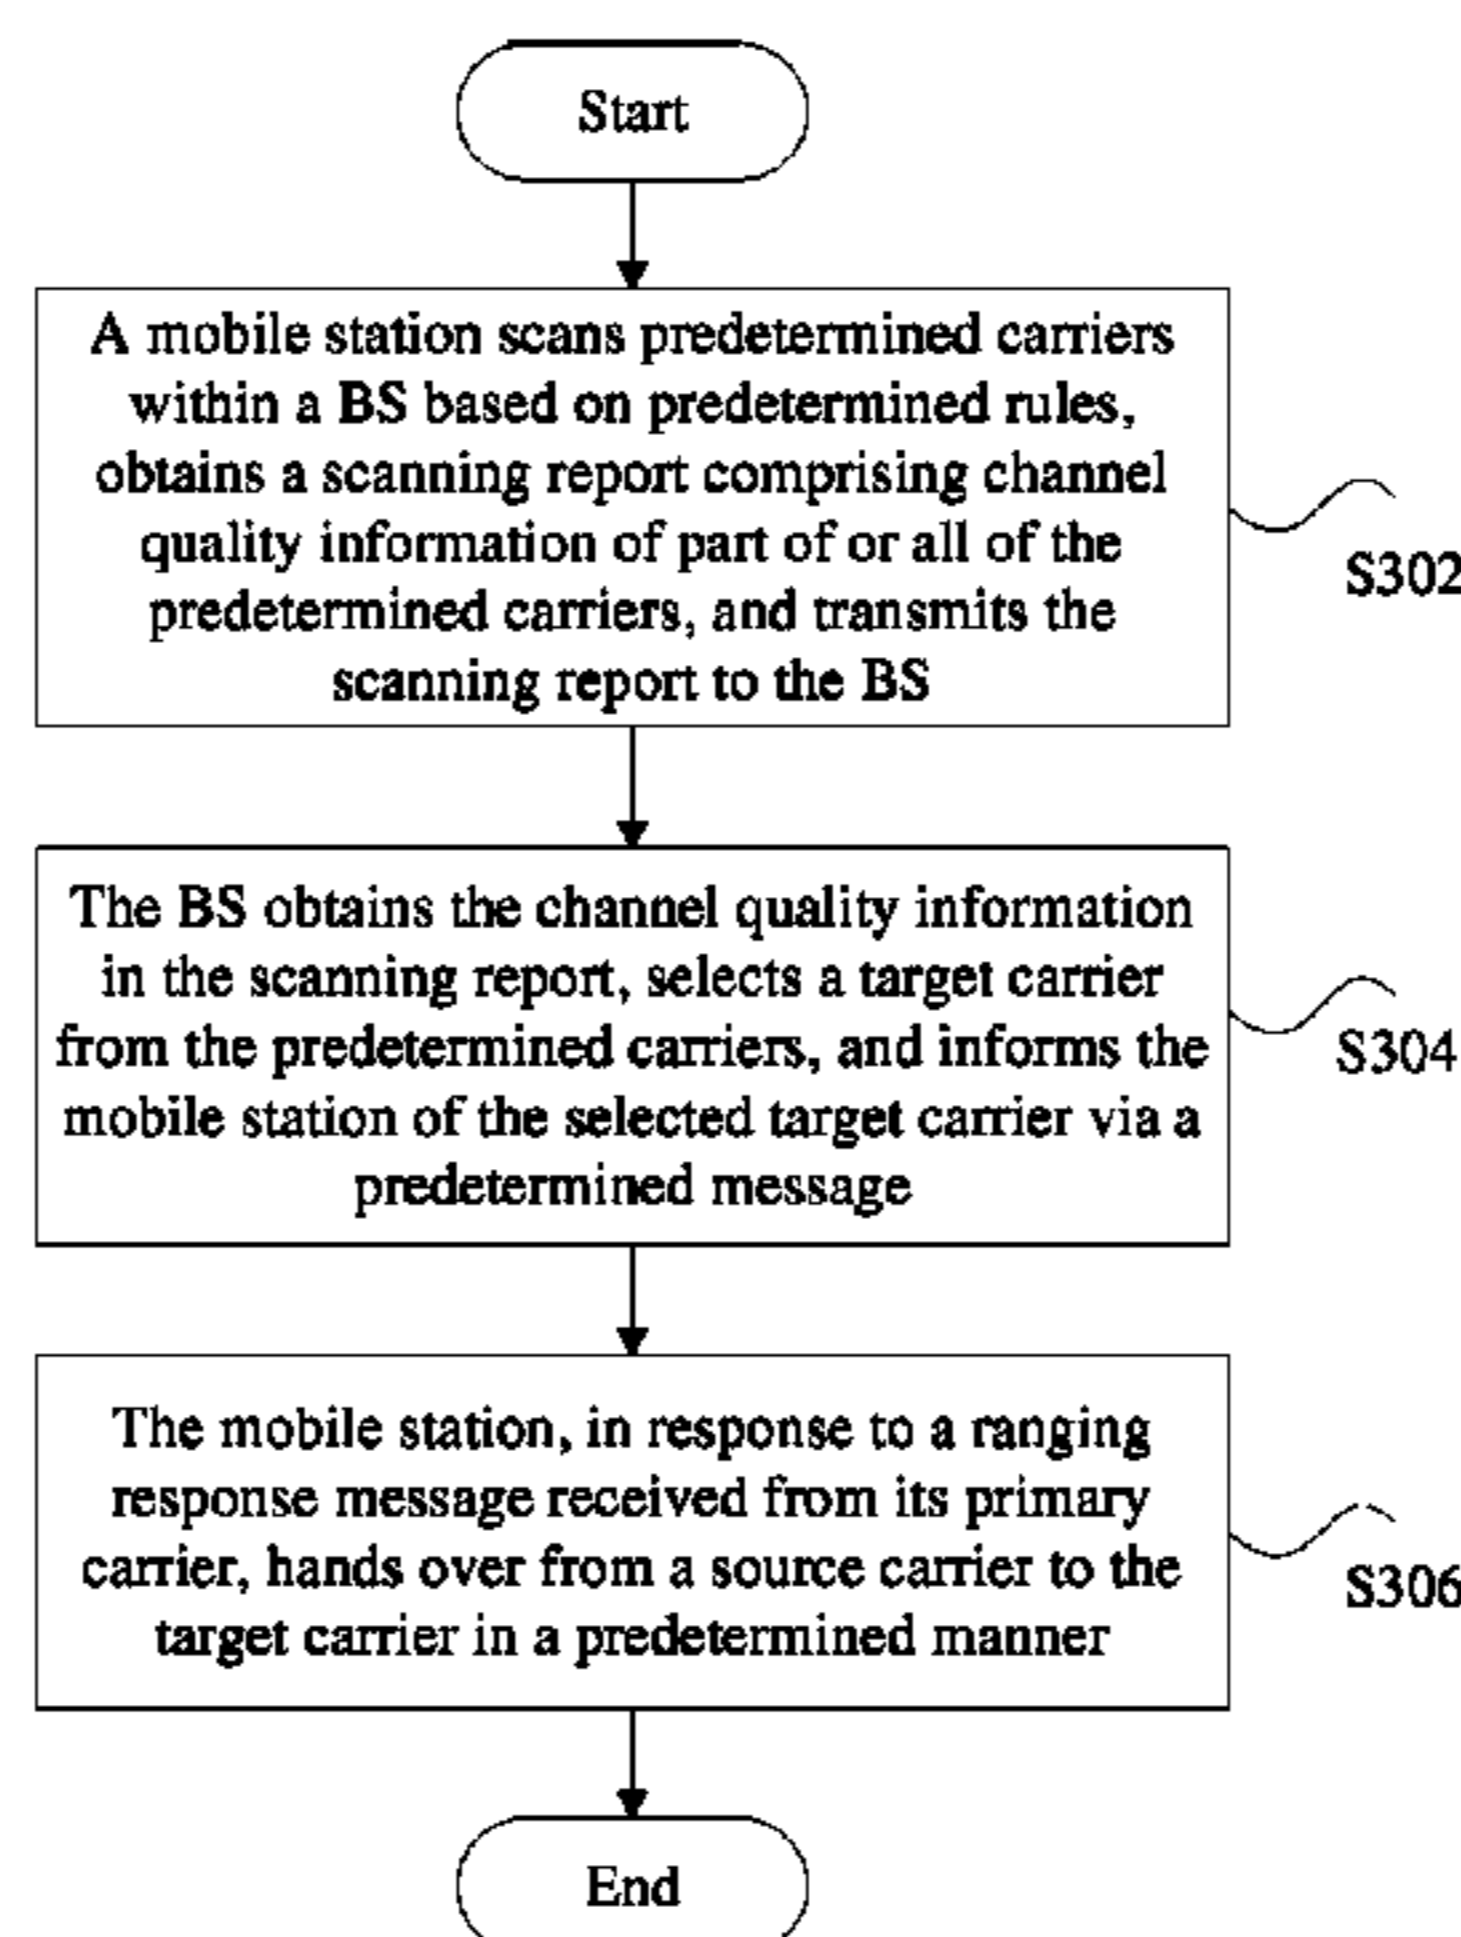 Start
A mobile station scans predetermined carriers
within a BS based on predetermined rules,
obtains a scanning report comprising channel
quality information of part of or all of the
predetermined carriers, and transmits the
scanning report to the BS
S302
The BS obtains the channel quality information
in the scanning report, selects a target carrier
from the predetermined carriers, and informs the
mobile station of the selected target carrier via a
predetermined message
S304
The mobile station, in response to a ranging
response message received from its primary
carrier, hands over from a source carrier to the
target carrier in a predetermined manner
S306
End